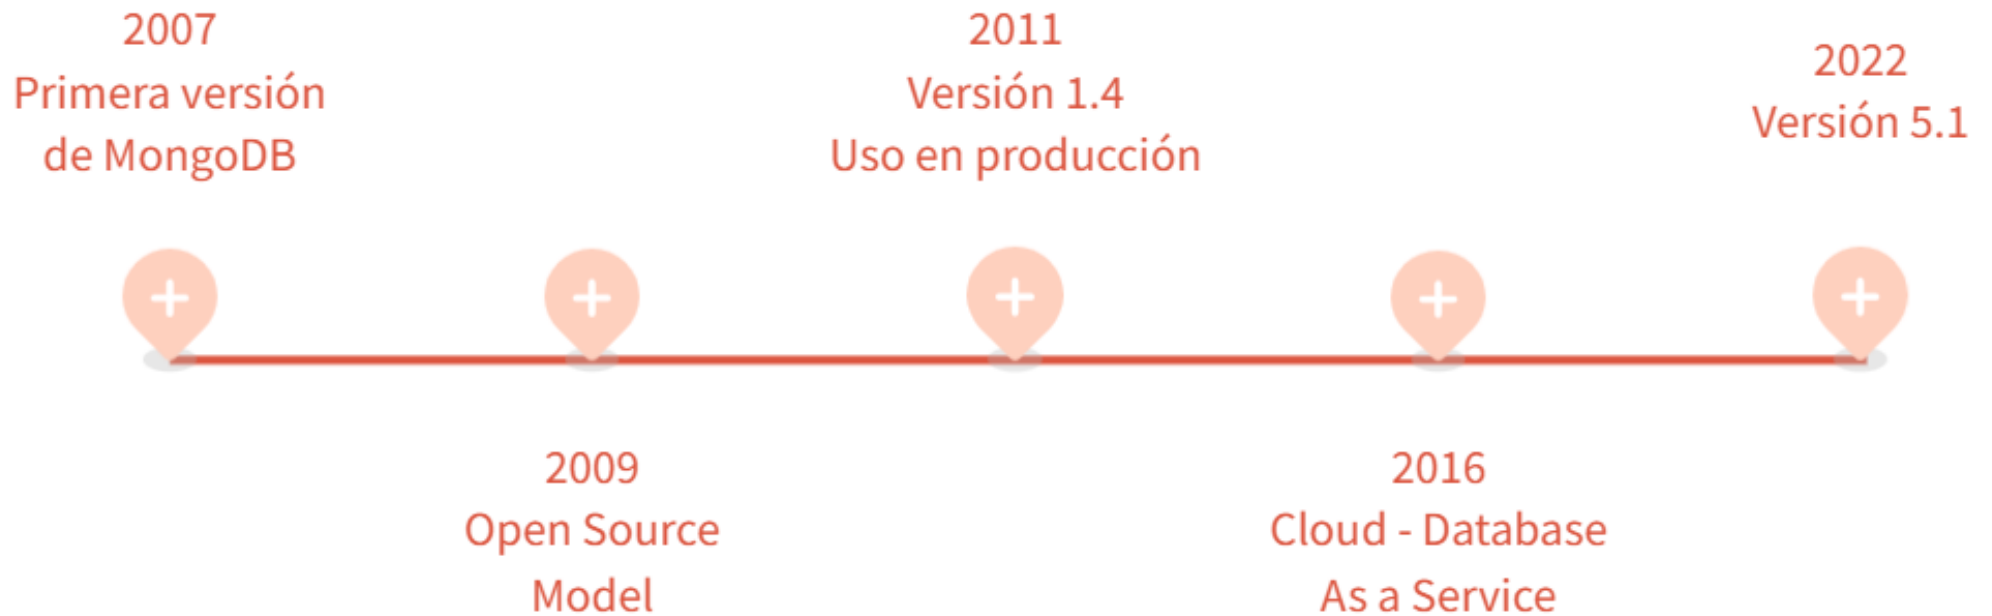 2007
Primera versión
de MongoDB
2009
Open Source
Model
2011
Versión 1.4
Uso en producción
2016
Cloud - Database
As a Service
2022
Versión 5.1